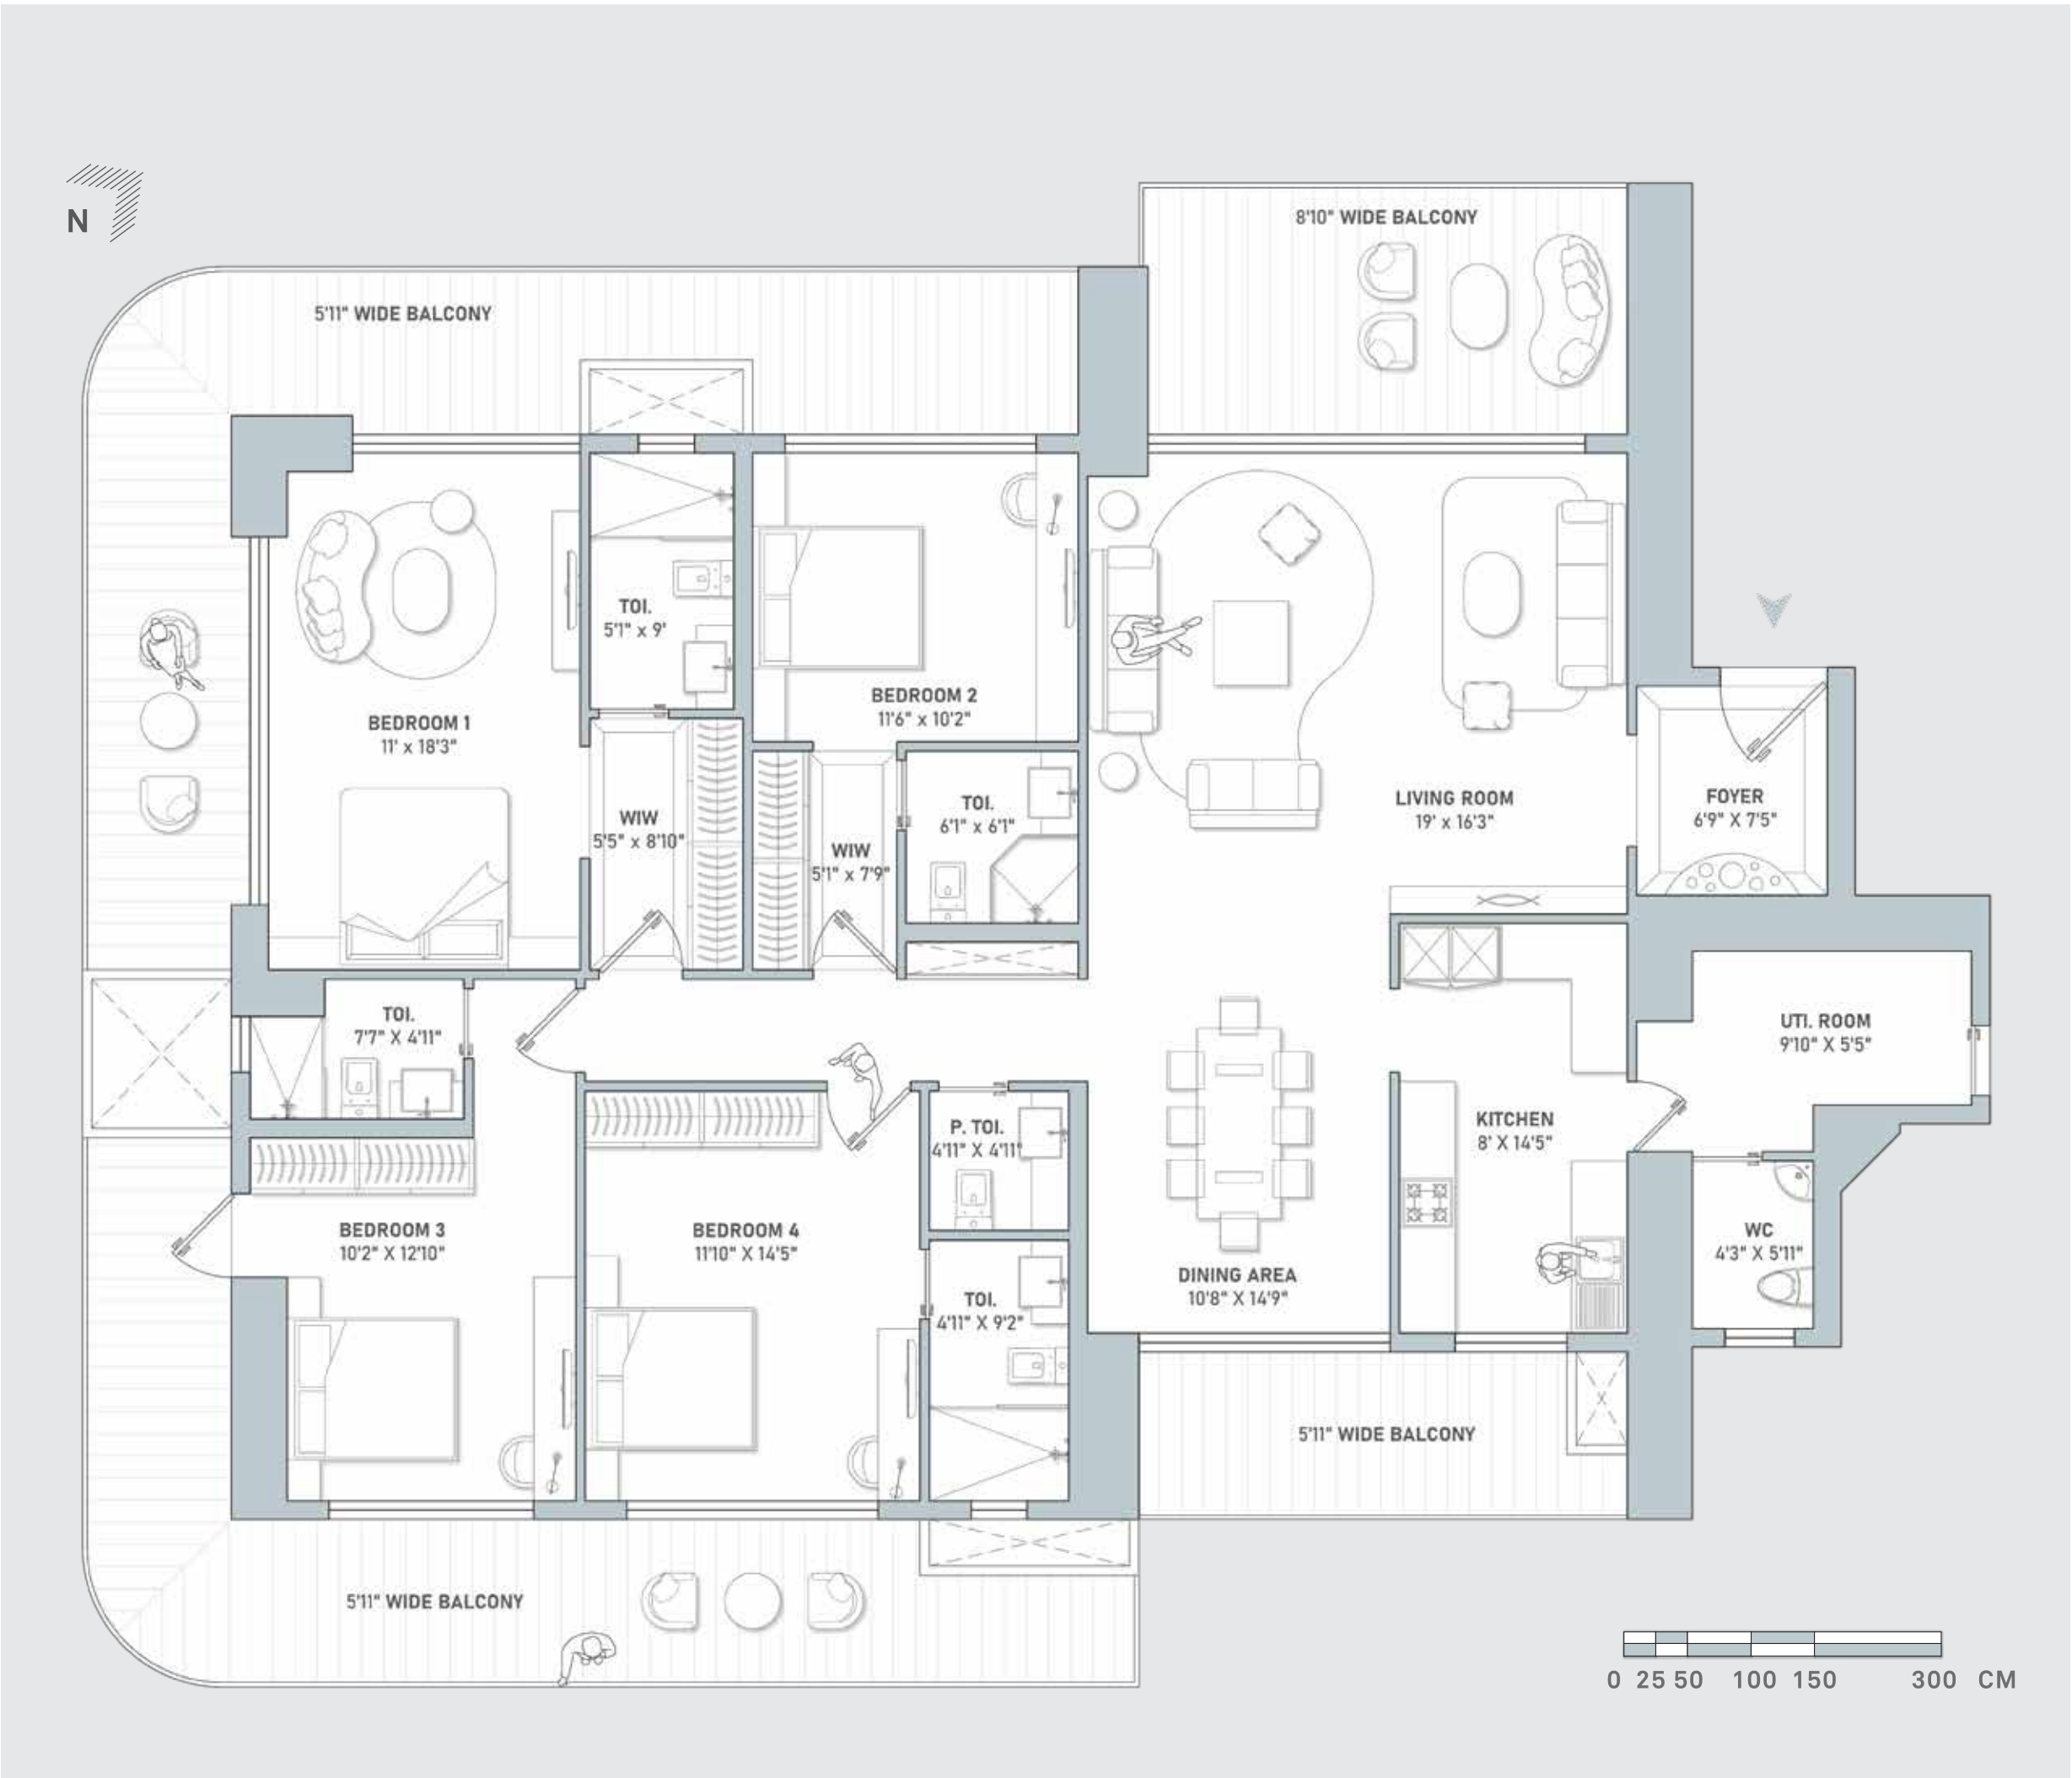 N
8'10" WIDE BALCONY
5'11" WIDE BALCONY
TOI.
5'1" x 9'
BEDROOM 2
11'6" x 10'2"
BEDROOM 1
11' x 18'3"
LIVING ROOM
19' x 16'3"
FOYER
6'9" X 7'5"
WIW
5'5" x 8'10"
TOI.
6'1" x 6'1"
WIW
5'1" x 7'9"
TOI.
7'7" X 4'11"
UTI. ROOM
9'10" X 5'5"
KITCHEN
8' X 14'5"
P. TOI.
4'11" X 4'11"
BEDROOM 3
10'2" X 12'10"
BEDROOM 4
11'10" X 14'5"
WC
4'3" X 5'11"
DINING AREA
10'8" X 14'9"
TOI.
4'11" X 9'2"
5'11" WIDE BALCONY
5'11" WIDE BALCONY
0 25 50 100 150 300 CM